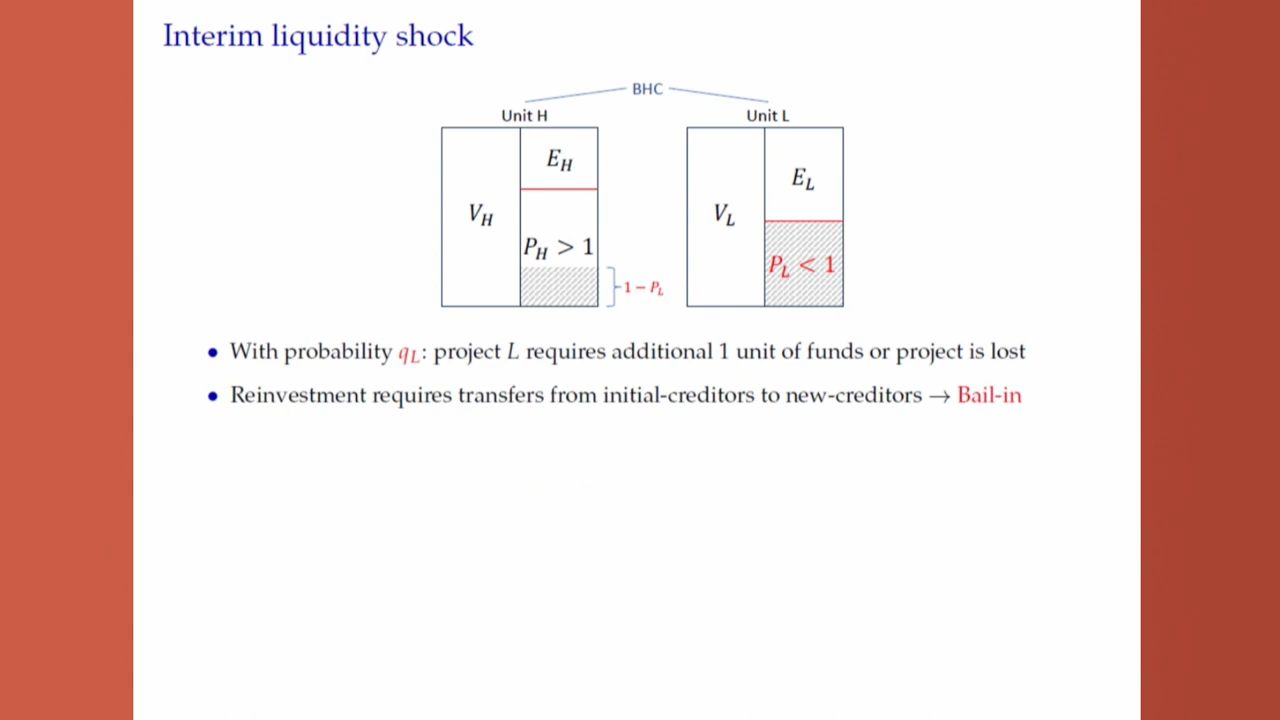 Interim liquidity shock
BHC
Unit H
Unit L
E_H
E_L
V_H
V_L
P_H > 1
P_L < 1
1 − P_L
• With probability q_L: project L requires additional 1 unit of funds or project is lost
• Reinvestment requires transfers from initial-creditors to new-creditors → Bail-in